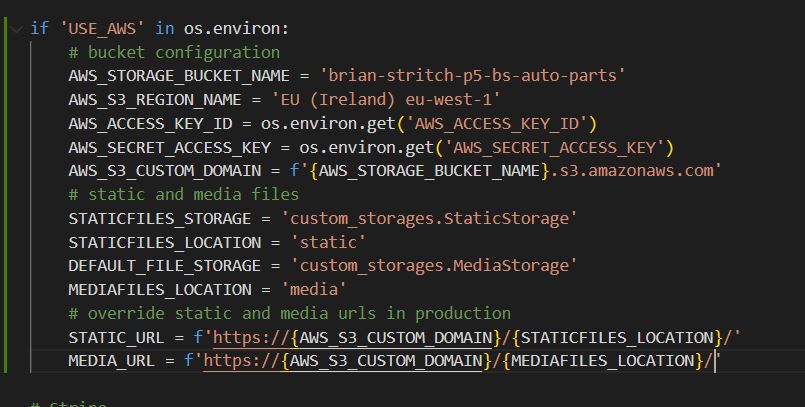 if 'USE_AWS' in os.environ:
# bucket configuration
AWS_STORAGE_BUCKET_NAME = 'brian-stritch-p5-bs-auto-parts'
AWS_S3_REGION_NAME = 'EU (Ireland) eu-west-1'
AWS_ACCESS_KEY_ID = os.environ.get('AWS_ACCESS_KEY_ID')
AWS_SECRET_ACCESS_KEY = os.environ.get('AWS_SECRET_ACCESS_KEY')
AWS_S3_CUSTOM_DOMAIN = f'{AWS_STORAGE_BUCKET_NAME}.s3.amazonaws.com'
# static and media files
STATICFILES_STORAGE = 'custom_storages.StaticStorage'
STATICFILES_LOCATION = 'static'
DEFAULT_FILE_STORAGE = 'custom_storages.MediaStorage'
MEDIAFILES_LOCATION = 'media'
# override static and media urls in production
STATIC_URL = f'https://{AWS_S3_CUSTOM_DOMAIN}/{STATICFILES_LOCATION}/'
MEDIA_URL = f'https://{AWS_S3_CUSTOM_DOMAIN}/{MEDIAFILES_LOCATION}/'
# Stripe